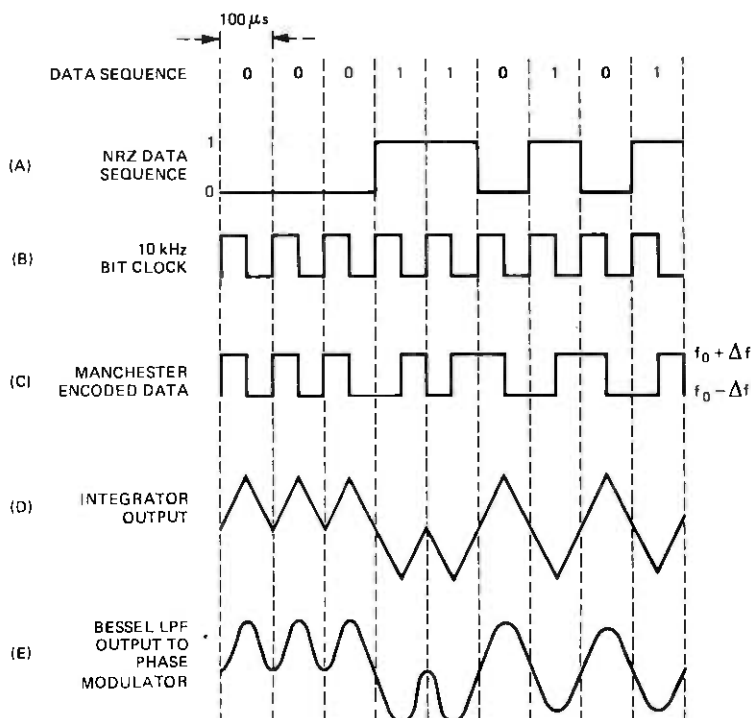 100 μs
DATA SEQUENCE 0 0 0 1 1 0 1 0 1
(A) NRZ DATA SEQUENCE
1
0
(B) 10 kHz BIT CLOCK
(C) MANCHESTER ENCODED DATA
f₀ + Δf
f₀ − Δf
(D) INTEGRATOR OUTPUT
(E) BESSEL LPF OUTPUT TO PHASE MODULATOR